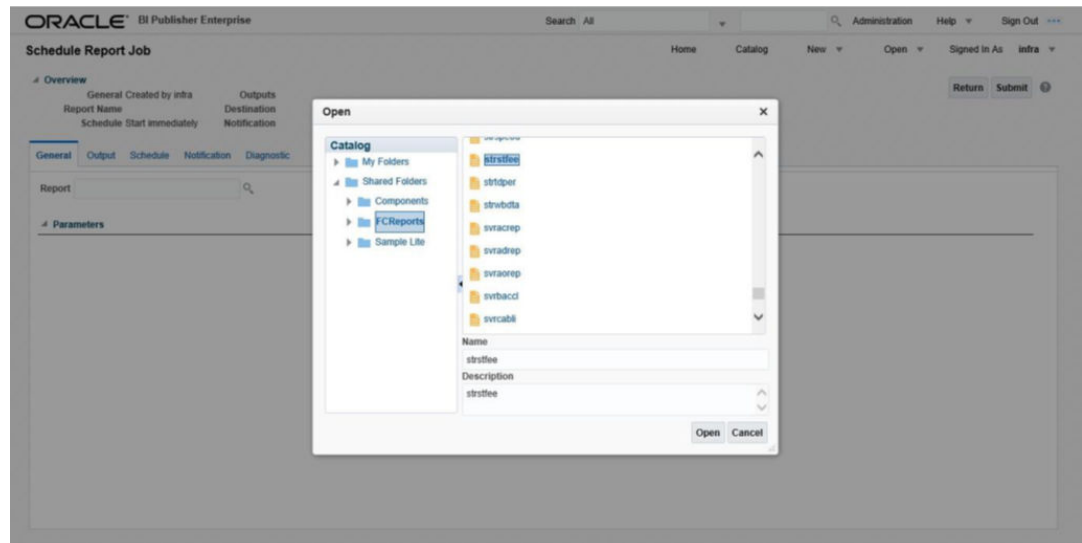 ORACLE BI Publisher Enterprise Search All Administration Help Sign Out
Schedule Report Job Home Catalog New Open Signed In As infra
Overview
General Created by infra Outputs Return Submit
Report Name Destination
Schedule Start immediately Notification
General Output Schedule Notification Diagnostic
Report
Parameters
Open
Catalog
My Folders
Shared Folders
Components
FCReports
Sample Lite
strstfee
strtdper
strwbdta
svracrep
svradrep
svraorep
svrbaccl
svrcabli
Name
strstfee
Description
strstfee
Open Cancel